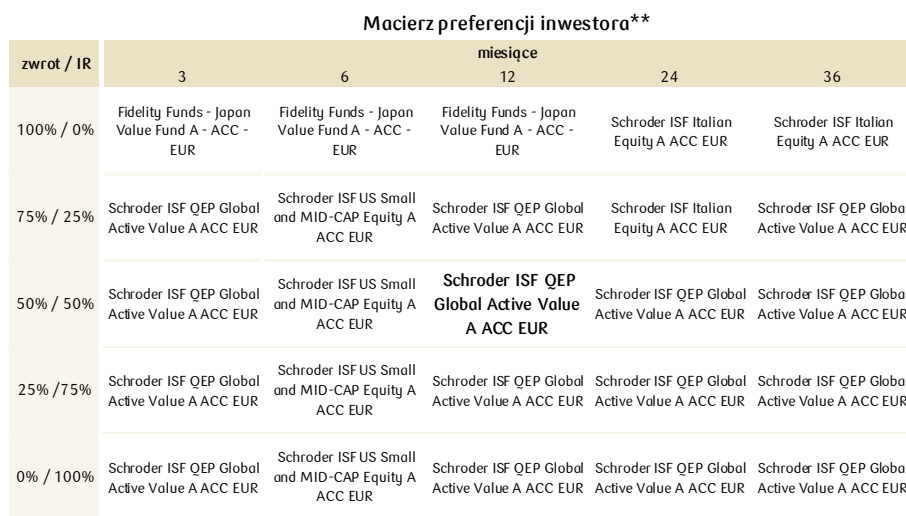 Macierz preferencji inwestora**
zwrot / IR
miesiące
3 6 12 24 36
100% / 0%
Fidelity Funds - Japan
Value Fund A - ACC -
EUR
Fidelity Funds - Japan
Value Fund A - ACC -
EUR
Fidelity Funds - Japan
Value Fund A - ACC -
EUR
Schroder ISF Italian
Equity A ACC EUR
Schroder ISF Italian
Equity A ACC EUR
75% / 25%
Schroder ISF QEP Global
Active Value A ACC EUR
Schroder ISF US Small
and MID-CAP Equity A
ACC EUR
Schroder ISF QEP Global
Active Value A ACC EUR
Schroder ISF Italian
Equity A ACC EUR
Schroder ISF QEP Globa
Active Value A ACC EUR
50% / 50%
Schroder ISF QEP Global
Active Value A ACC EUR
Schroder ISF US Small
and MID-CAP Equity A
ACC EUR
Schroder ISF QEP
Global Active Value
A ACC EUR
Schroder ISF QEP Global
Active Value A ACC EUR
Schroder ISF QEP Globa
Active Value A ACC EUR
25% /75%
Schroder ISF QEP Global
Active Value A ACC EUR
Schroder ISF US Small
and MID-CAP Equity A
ACC EUR
Schroder ISF QEP Global
Active Value A ACC EUR
Schroder ISF QEP Global
Active Value A ACC EUR
Schroder ISF QEP Globa
Active Value A ACC EUR
0% / 100%
Schroder ISF QEP Global
Active Value A ACC EUR
Schroder ISF US Small
and MID-CAP Equity A
ACC EUR
Schroder ISF QEP Global
Active Value A ACC EUR
Schroder ISF QEP Global
Active Value A ACC EUR
Schroder ISF QEP Globa
Active Value A ACC EUR